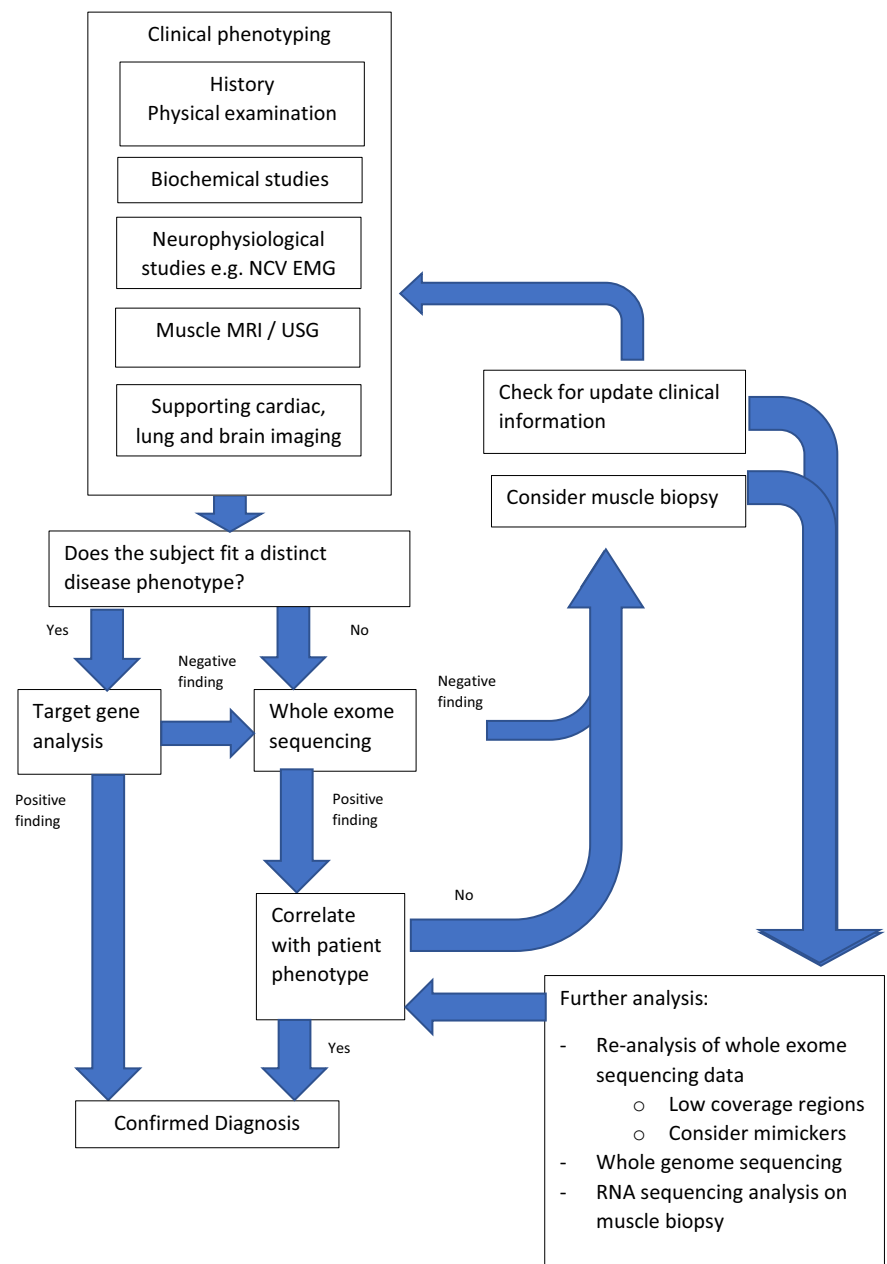 Clinical phenotyping
History
Physical examination
Biochemical studies
Neurophysiological
studies e.g. NCV EMG
Muscle MRI / USG
Supporting cardiac,
lung and brain imaging
Check for update clinical
information
Consider muscle biopsy
Does the subject fit a distinct
disease phenotype?
Yes
No
Negative
finding
Target gene
analysis
Whole exome
sequencing
Negative
finding
Positive
finding
Positive
finding
Correlate
with patient
phenotype
No
Yes
Confirmed Diagnosis
Further analysis:
- Re-analysis of whole exome
sequencing data
o Low coverage regions
o Consider mimickers
- Whole genome sequencing
- RNA sequencing analysis on
muscle biopsy